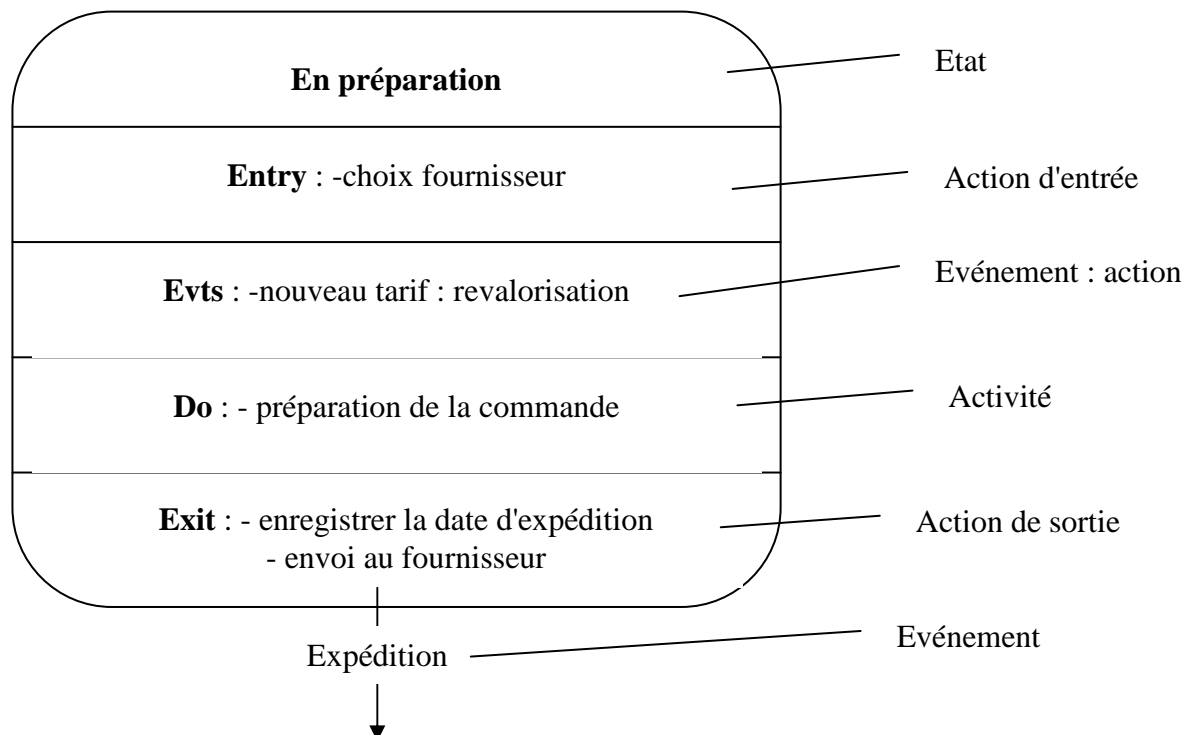 En préparation
Etat
Entry : -choix fournisseur
Action d'entrée
Evts : -nouveau tarif : revalorisation
Evénement : action
Do : - préparation de la commande
Activité
Exit : - enregistrer la date d'expédition
- envoi au fournisseur
Action de sortie
Expédition
Evénement